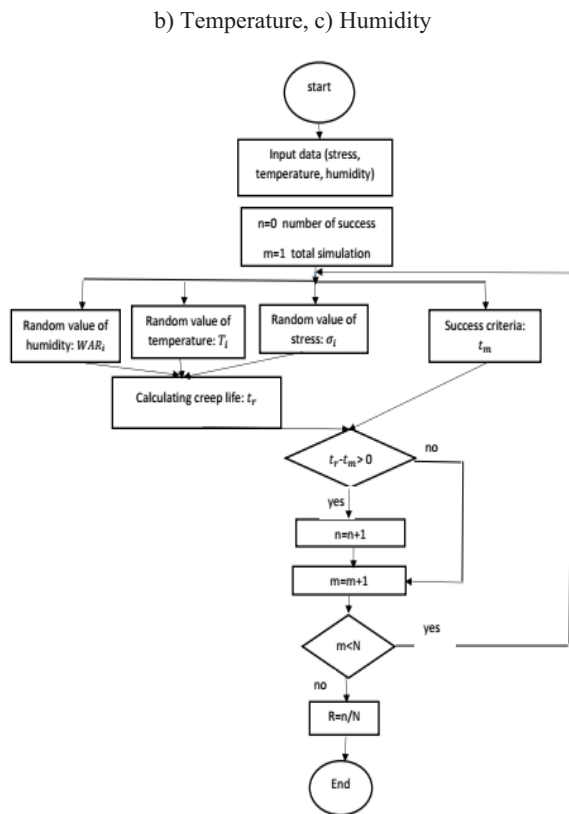 b) Temperature, c) Humidity
start
Input data (stress,
temperature, humidity)
n=0 number of success
m=1 total simulation
Random value of
humidity: WARᵢ
Random value of
temperature: Tᵢ
Random value of
stress: σᵢ
Success criteria:
tₘ
Calculating creep life: tᵣ
tᵣ-tₘ> 0
no
yes
n=n+1
m=m+1
m<N
yes
no
R=n/N
End